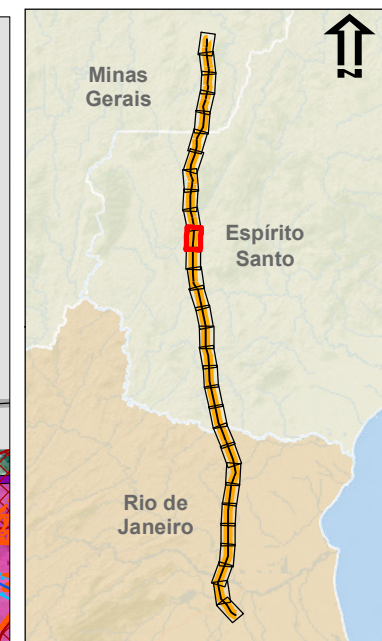 N
Minas
Gerais
Espírito
Santo
Rio de
Janeiro